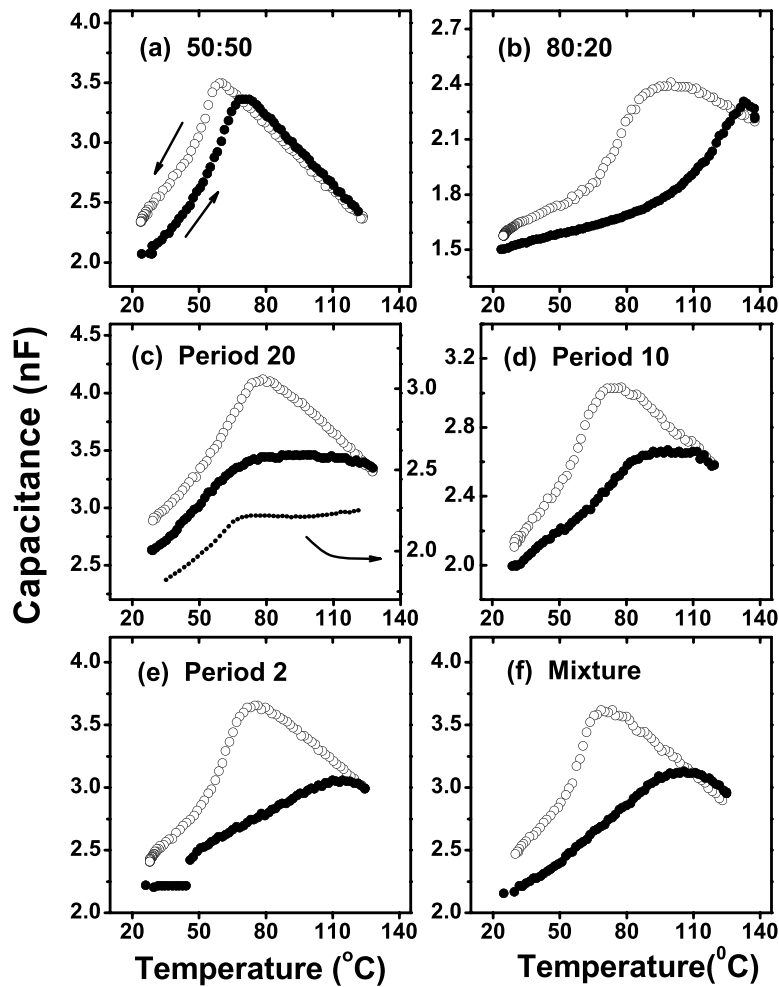 (a) 50:50
4.0
3.5
3.0
2.5
2.0
20 50 80 110 140
(b) 80:20
2.7
2.4
2.1
1.8
1.5
20 50 80 110 140
Capacitance (nF)
(c) Period 20
4.5
4.0
3.5
3.0
2.5
3.0
2.5
2.0
20 50 80 110 140
(d) Period 10
3.2
2.8
2.4
2.0
20 50 80 110 140
(e) Period 2
4.0
3.5
3.0
2.5
2.0
20 50 80 110 140
Temperature (°C)
(f) Mixture
4.0
3.5
3.0
2.5
2.0
20 50 80 110 140
Temperature(⁰C)